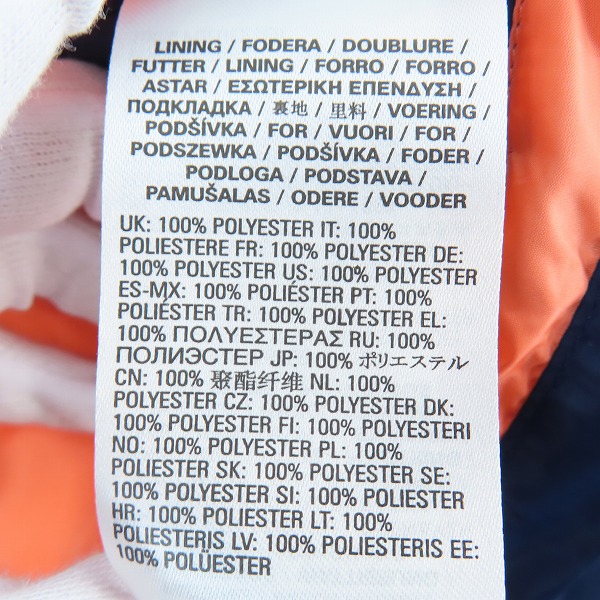 LINING / FODERA / DOUBLURE /
FUTTER / LINING / FORRO / FORRO /
ASTAR / ΕΣΩΤΕΡΙΚΗ ΕΠΕΝΔΥΣΗ /
ПОДКЛАДКА / 裏地 / 里料 / VOERING /
PODŠÍVKA / FOR / VUORI / FOR /
PODSZEWKA / PODŠÍVKA / FODER /
PODLOGA / PODSTAVA /
PAMUŠALAS / ODERE / VOODER
UK: 100% POLYESTER IT: 100%
POLIESTERE FR: 100% POLYESTER DE:
100% POLYESTER US: 100% POLYESTER
ES-MX: 100% POLIÉSTER PT: 100%
POLIÉSTER TR: 100% POLYESTER EL:
100% ΠΟΛΥΕΣΤΕΡΑΣ RU: 100%
ПОЛИЭСТЕР JP: 100% ポリエステル
CN: 100% 聚酯纤维 NL: 100%
POLYESTER CZ: 100% POLYESTER DK:
100% POLYESTER FI: 100% POLYESTERI
NO: 100% POLYESTER PL: 100%
POLIESTER SK: 100% POLYESTER SE:
100% POLYESTER SI: 100% POLYESTER
HR: 100% POLIESTER LT: 100%
POLIESTERIS LV: 100% POLIESTERIS EE:
100% POLÜESTER